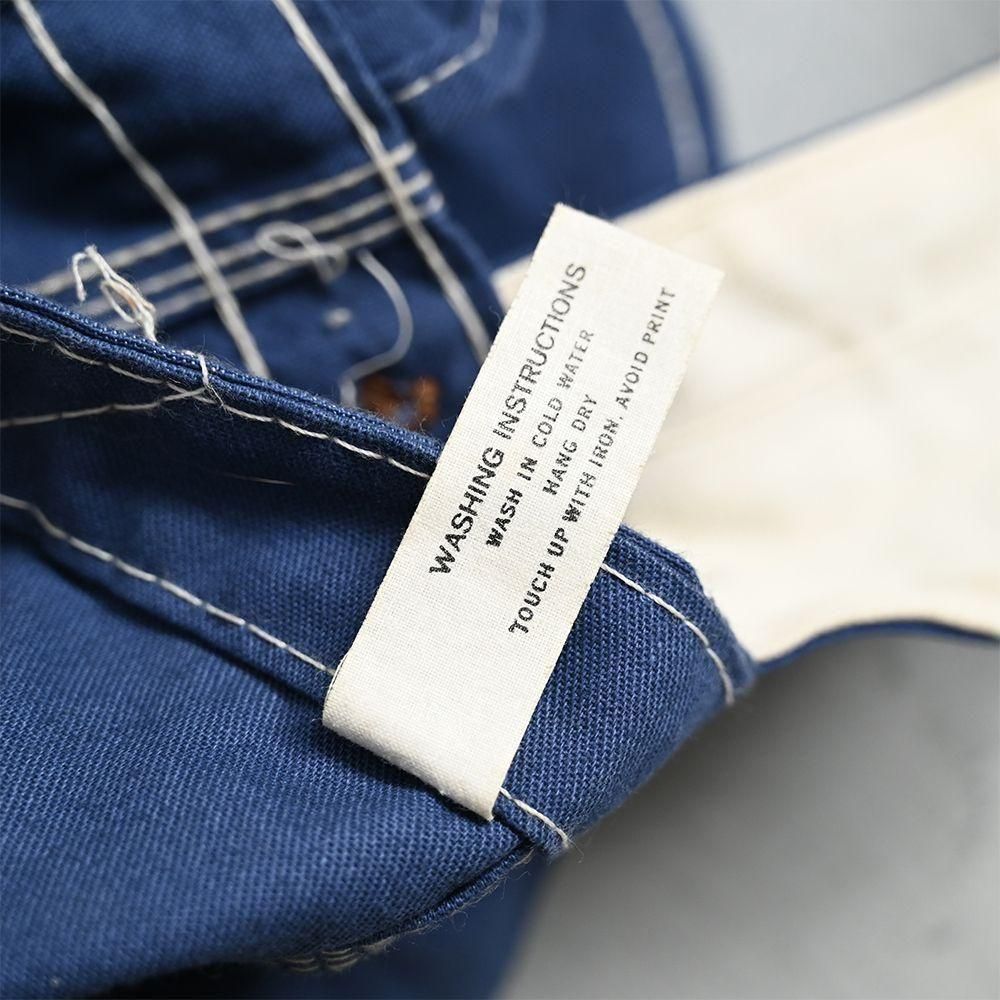 WASHING INSTRUCTIONS
WASH IN COLD WATER
HANG DRY
TOUCH UP WITH IRON. AVOID PRINT